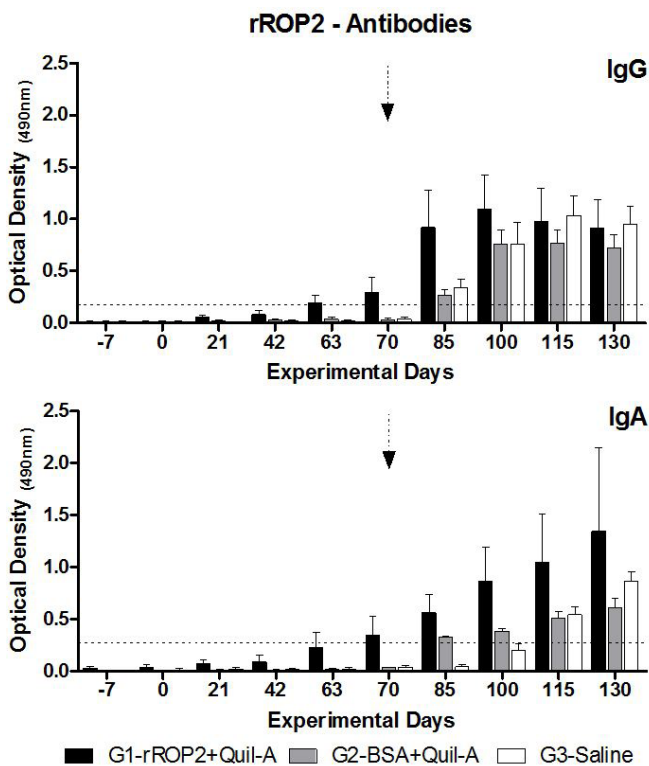 rROP2 - Antibodies
IgG
Optical Density (490nm)
2.5
2.0
1.5
1.0
0.5
0.0
-7 0 21 42 63 70 85 100 115 130
Experimental Days
IgA
Optical Density (490nm)
2.5
2.0
1.5
1.0
0.5
0.0
-7 0 21 42 63 70 85 100 115 130
Experimental Days
G1-rROP2+Quil-A G2-BSA+Quil-A G3-Saline